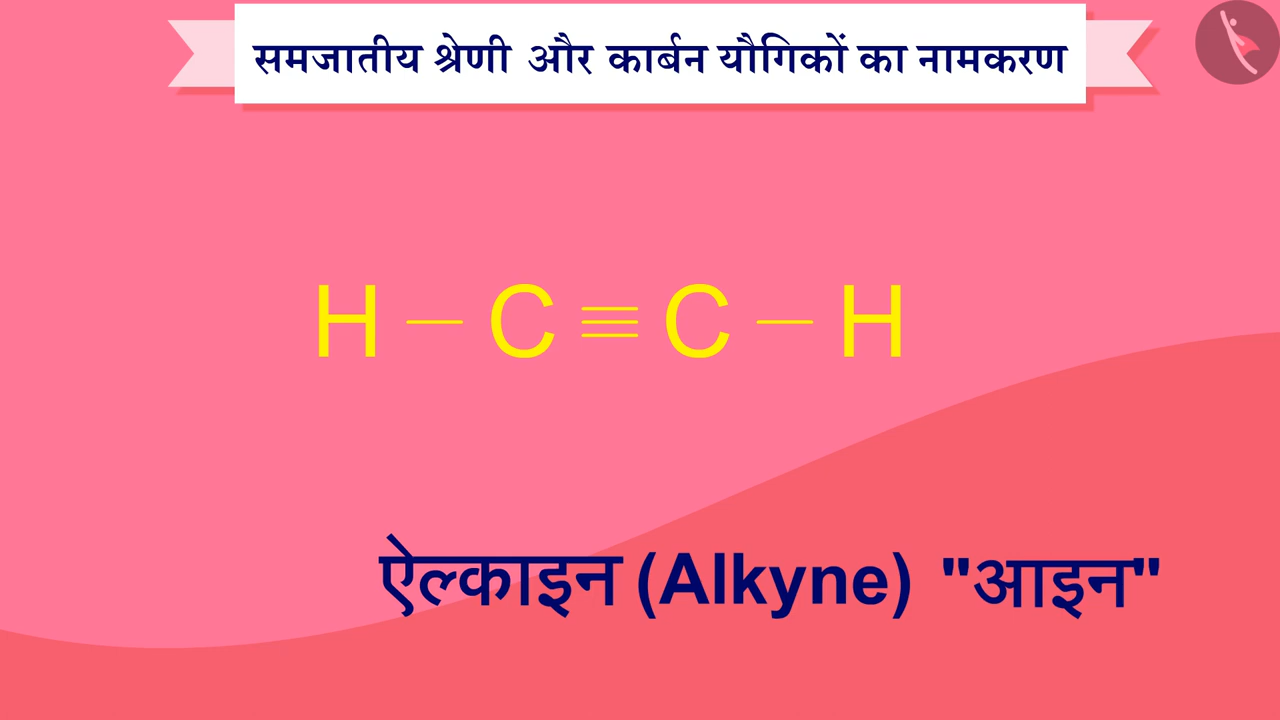 समजातीय श्रेणी और कार्बन यौगिकों का नामकरण
H — C ≡ C — H
ऐल्काइन (Alkyne) "आइन"